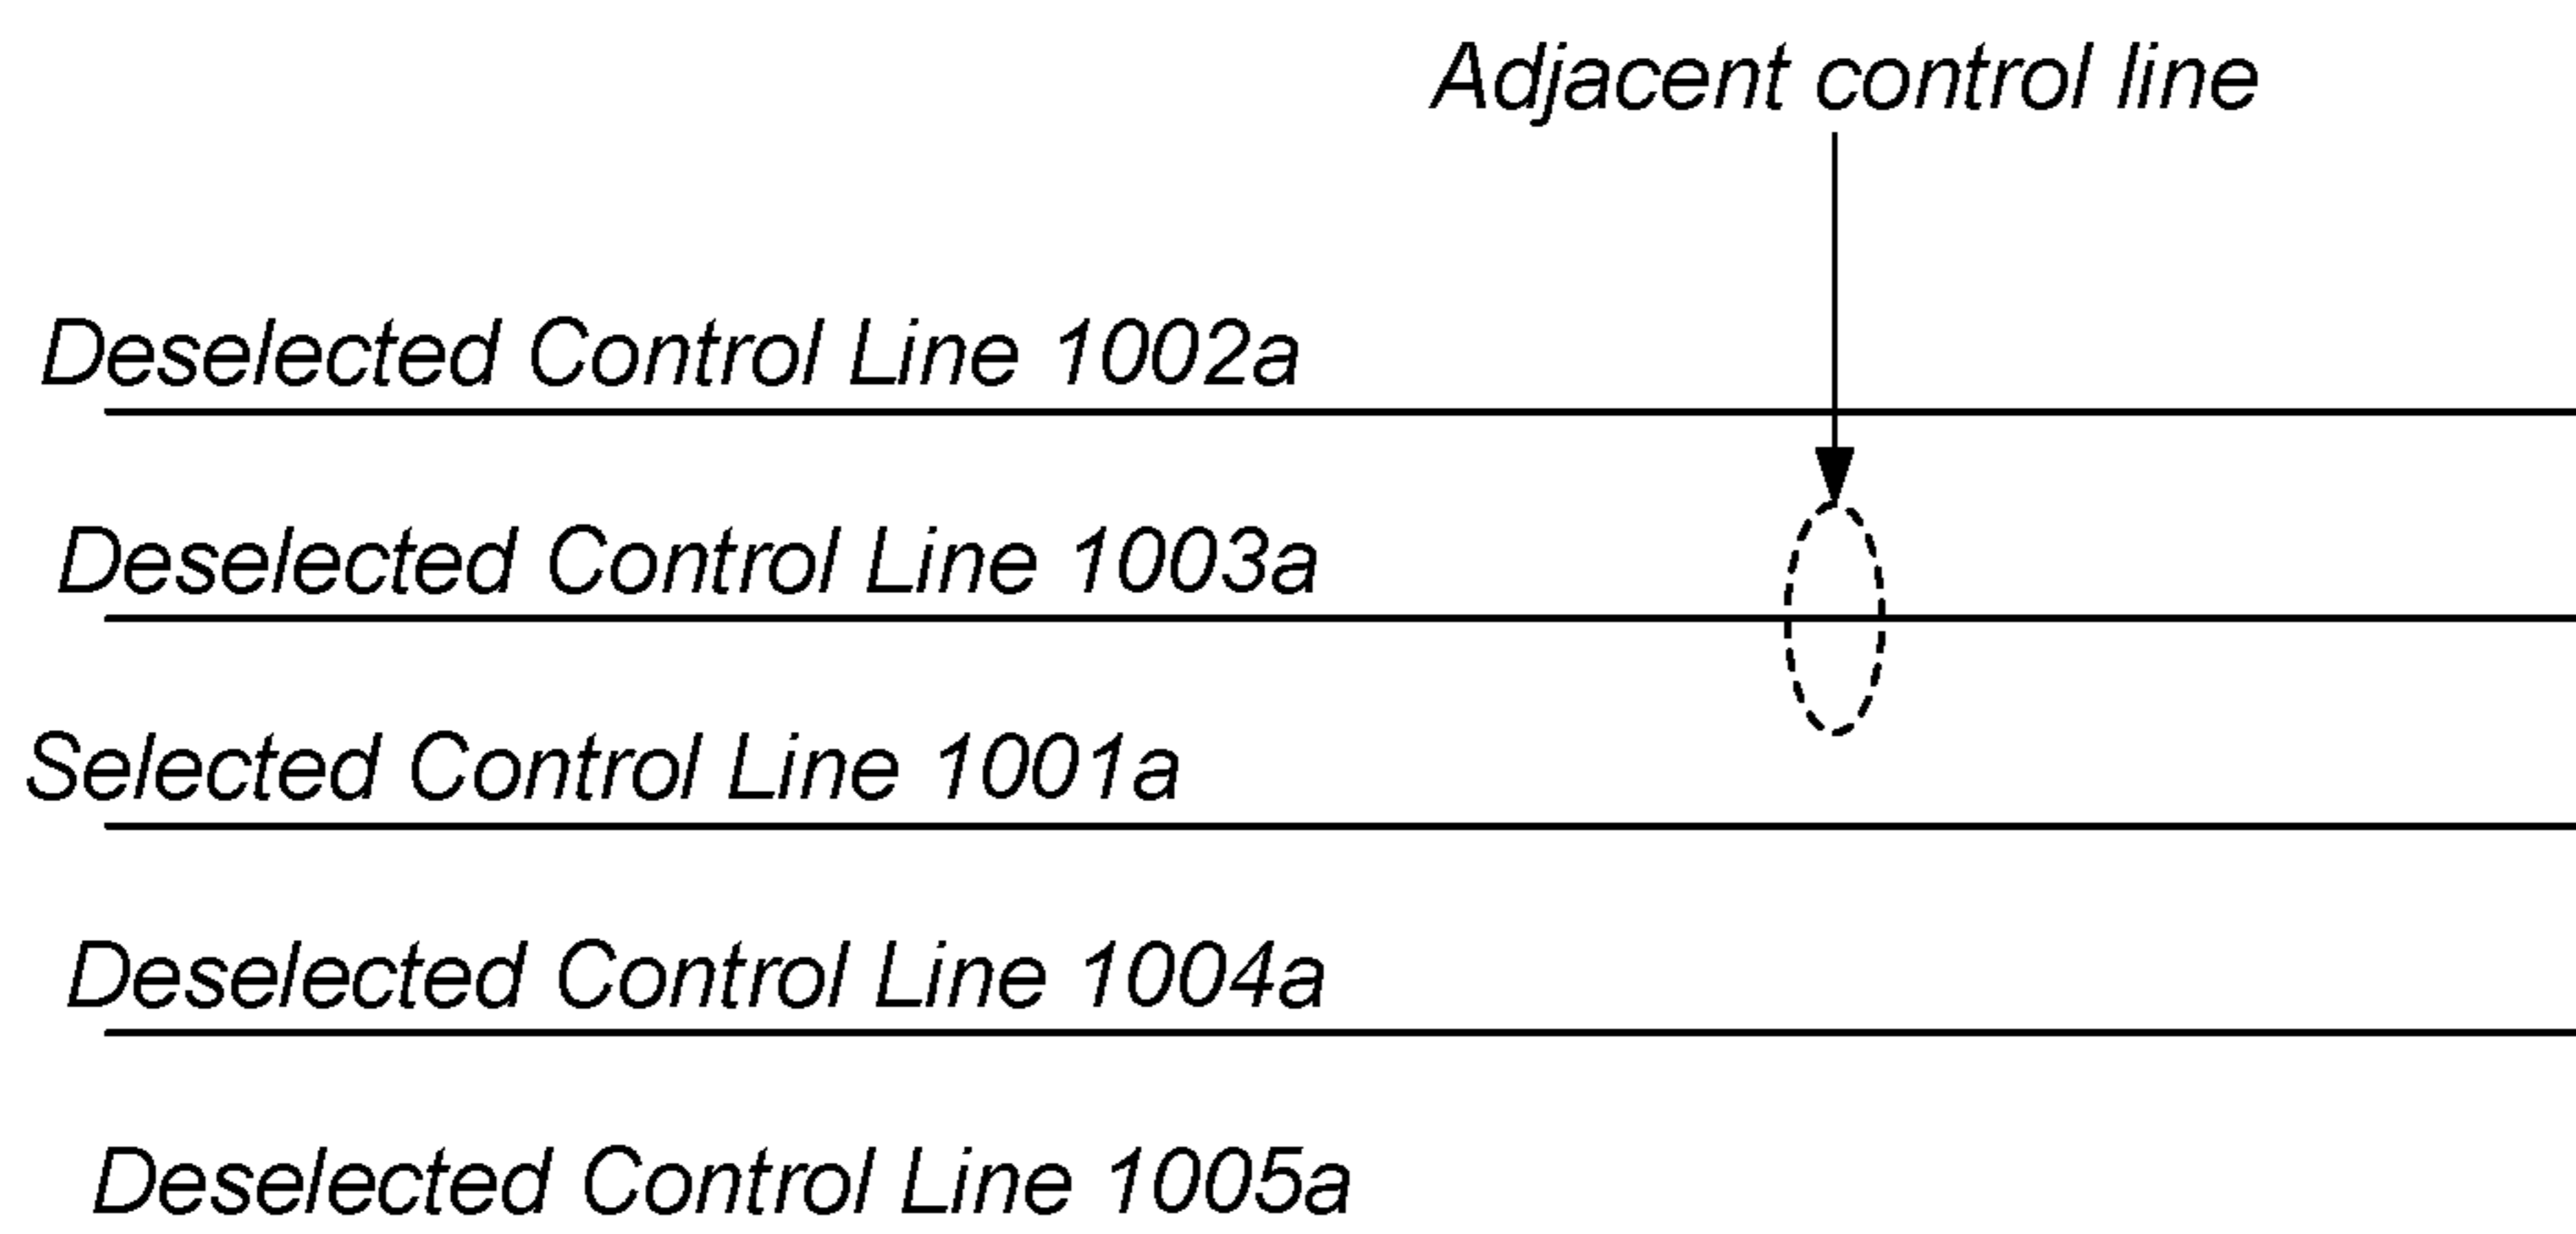 Adjacent control line
Deselected Control Line 1002a
Deselected Control Line 1003a
Selected Control Line 1001a
Deselected Control Line 1004a
Deselected Control Line 1005a